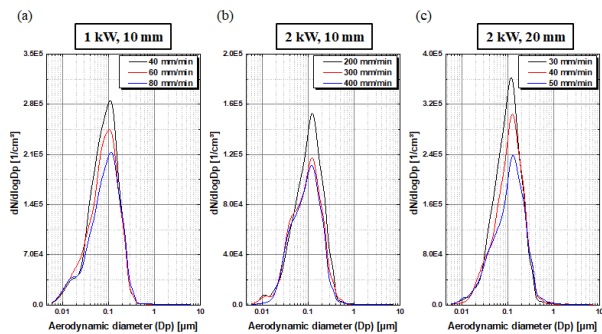 (a)
1 kW, 10 mm
3.5E5
2.8E5
2.1E5
1.4E5
7.0E4
0.0
dN/dlogDp [1/cm³]
40 mm/min
60 mm/min
80 mm/min
0.01 0.1 1 10
Aerodynamic diameter (Dp) [µm]
(b)
2 kW, 10 mm
2.0E5
1.6E5
1.2E5
8.0E4
4.0E4
0.0
dN/dlogDp [1/cm³]
200 mm/min
300 mm/min
400 mm/min
0.01 0.1 1 10
Aerodynamic diameter (Dp) [µm]
(c)
2 kW, 20 mm
4.0E5
3.2E5
2.4E5
1.6E5
8.0E4
0.0
dN/dlogDp [1/cm³]
30 mm/min
40 mm/min
50 mm/min
0.01 0.1 1 10
Aerodynamic diameter (Dp) [µm]